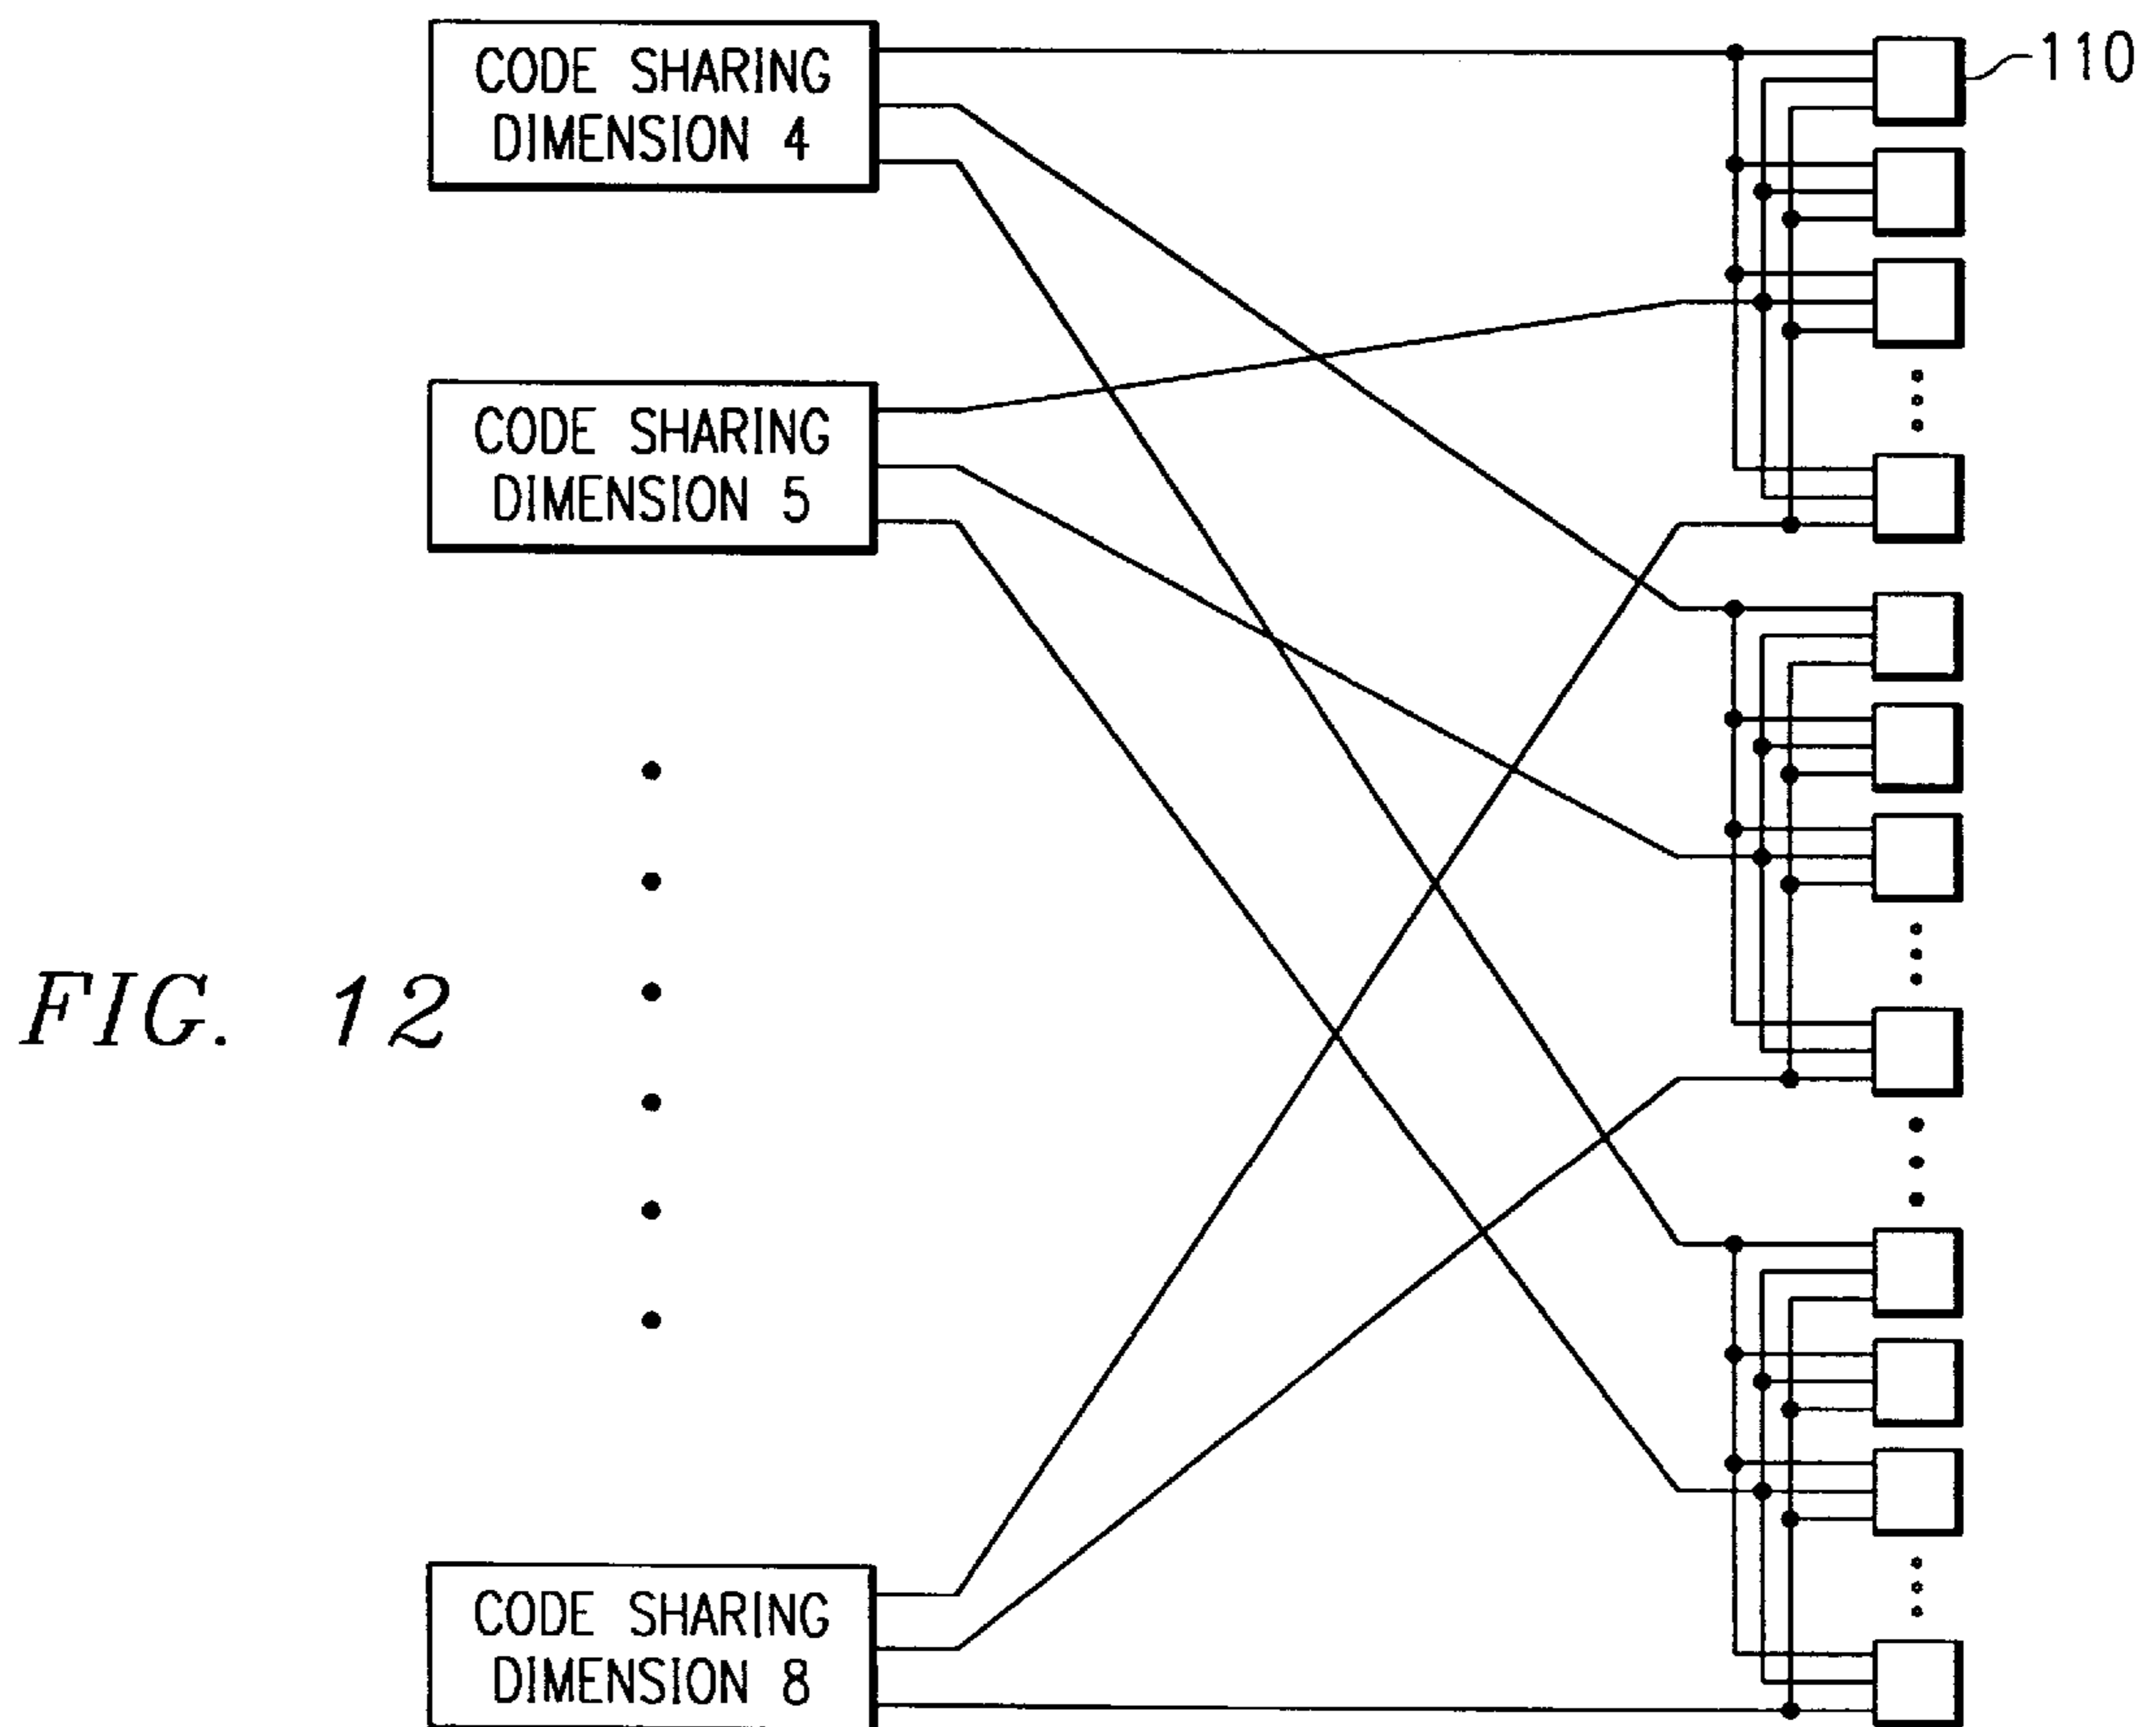 CODE SHARING
DIMENSION 4
110
CODE SHARING
DIMENSION 5
FIG. 12
CODE SHARING
DIMENSION 8